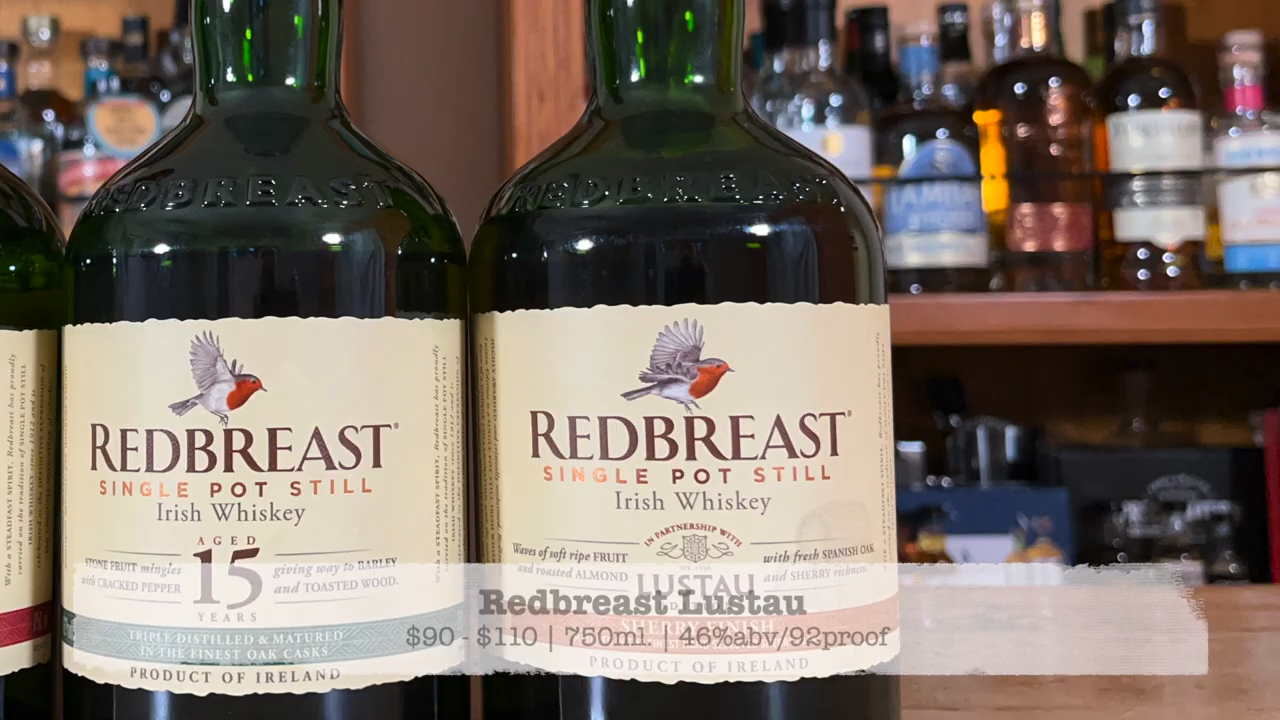 REDBREAST
REDBREAST
REDBREAST
SINGLE POT STILL
Irish Whiskey
AGED
15
YEARS
STONE FRUIT mingles
with CRACKED PEPPER
giving way to BARLEY
and TOASTED WOOD.
TRIPLE DISTILLED & MATURED
IN THE FINEST OAK CASKS
PRODUCT OF IRELAND
REDBREAST
SINGLE POT STILL
Irish Whiskey
IN PARTNERSHIP WITH
Waves of soft ripe FRUIT
and roasted ALMOND
with fresh SPANISH OAK
and SHERRY richness.
LUSTAU
SHERRY FINISH
PRODUCT OF IRELAND
Redbreast Lustau
$90 - $110 | 750ml. | 46%abv/92proof